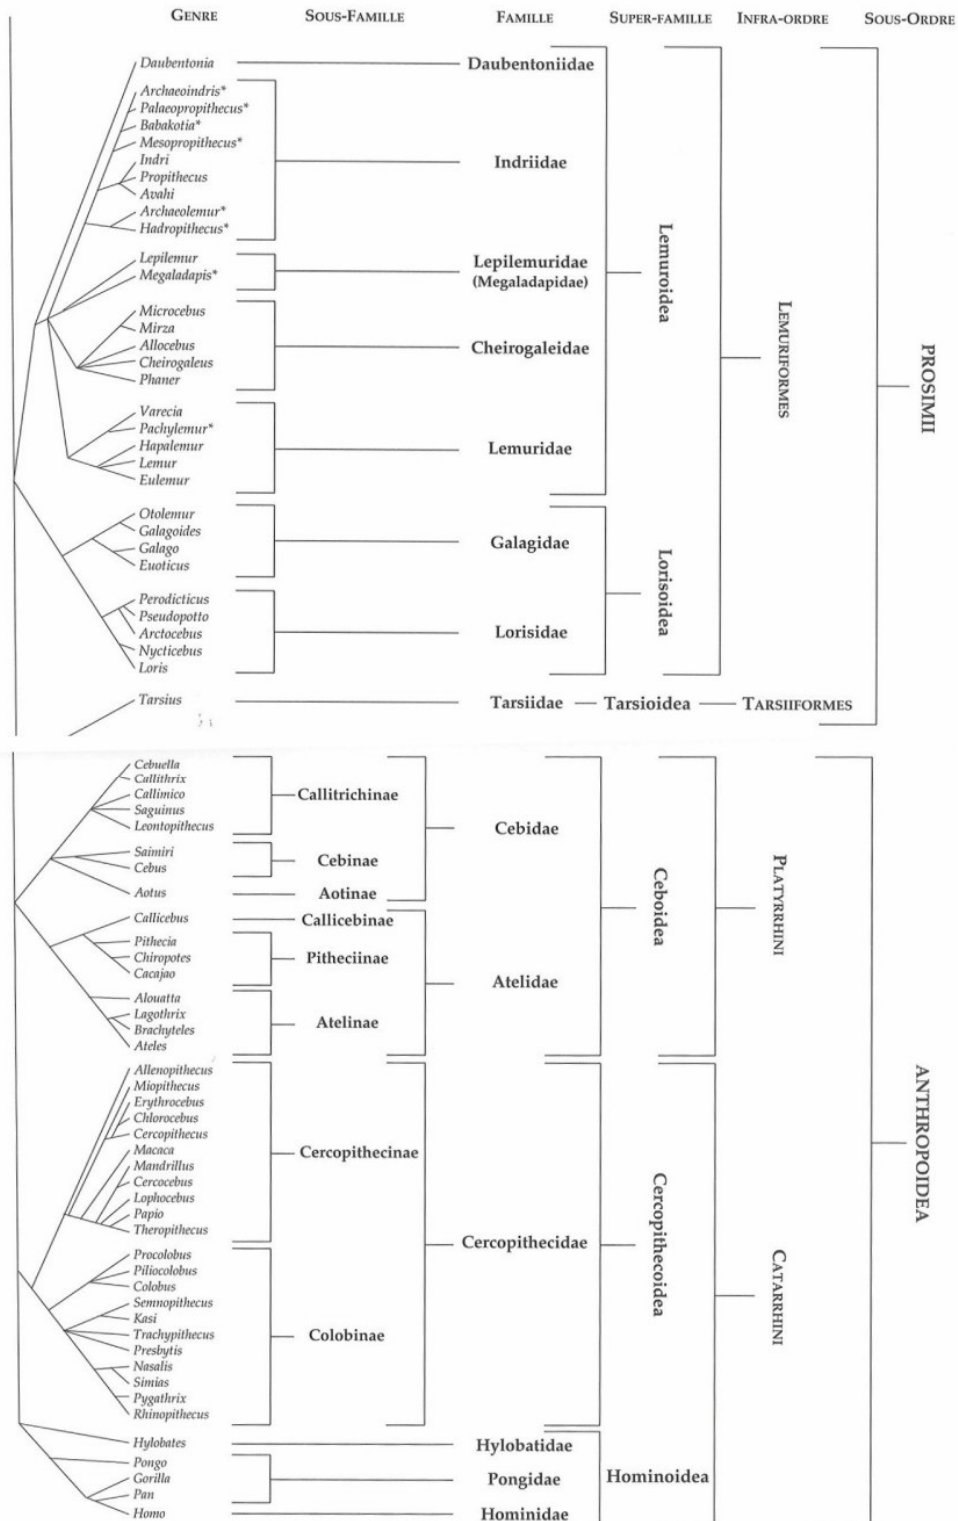 GENRE SOUS-FAMILLE FAMILLE SUPER-FAMILLE INFRA-ORDRE SOUS-ORDRE
Daubentonia Daubentoniidae
Archaeoindris*
Palaeopropithecus*
Babakotia*
Mesopropithecus*
Indri Indriidae
Propithecus
Avahi
Archaeolemur*
Hadropithecus*
Lepilemur Lepilemuridae
Megaladapis* (Megaladapidae)
Lemuroidea
Microcebus
Mirza
Allocebus Cheirogaleidae
Cheirogaleus
Phaner
LEMURIFORMES
PROSIMII
Varecia
Pachylemur*
Hapalemur Lemuridae
Lemur
Eulemur
Otolemur
Galagoides
Galago Galagidae
Euoticus
Lorisoidea
Perodicticus
Pseudopotto
Arctocebus Lorisidae
Nycticebus
Loris
Tarsius Tarsiidae Tarsioidea TARSIIFORMES
Cebuella
Callithrix
Callimico Callitrichinae
Saguinus
Leontopithecus Cebidae
Saimiri
Cebus Cebinae
Aotus Aotinae
Ceboidea
PLATYRRHINI
Callicebus Callicebinae
Pithecia
Chiropotes Pitheciinae
Cacajao
Atelidae
Alouatta
Lagothrix Atelinae
Brachyteles
Ateles
Allenopithecus
Miopithecus
Erythrocebus
Chlorocebus
Cercopithecus
Macaca Cercopithecinae
Mandrillus
Cercocebus
Lophocebus
Papio
Theropithecus
ANTHROPOIDEA
Cercopithecidae
Cercopithecoidea
CATARRHINI
Procolobus
Piliocolobus
Colobus
Semnopithecus
Kasi
Trachypithecus Colobinae
Presbytis
Nasalis
Simias
Pygathrix
Rhinopithecus
Hylobates Hylobatidae
Pongo
Gorilla Pongidae Hominoidea
Pan
Homo Hominidae